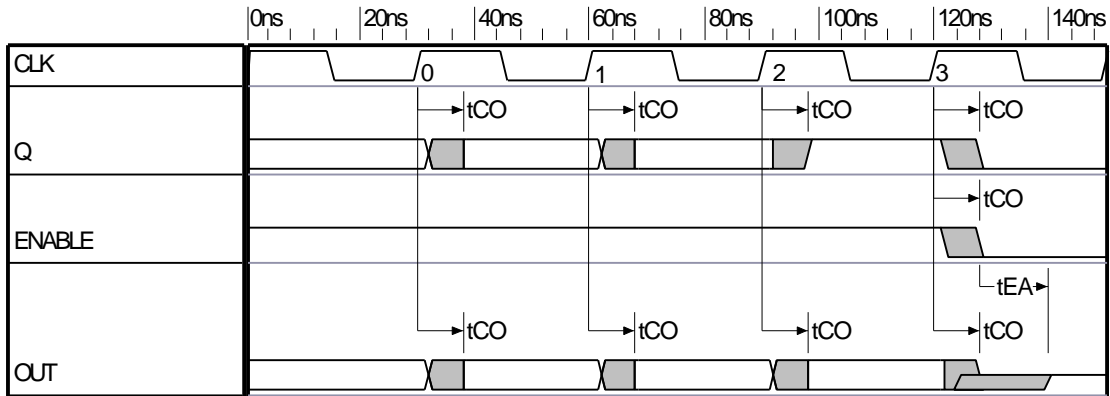 0ns 20ns 40ns 60ns 80ns 100ns 120ns 140ns
CLK 0 1 2 3
tCO tCO tCO tCO
Q
tCO
ENABLE
tEA
tCO tCO tCO tCO
OUT